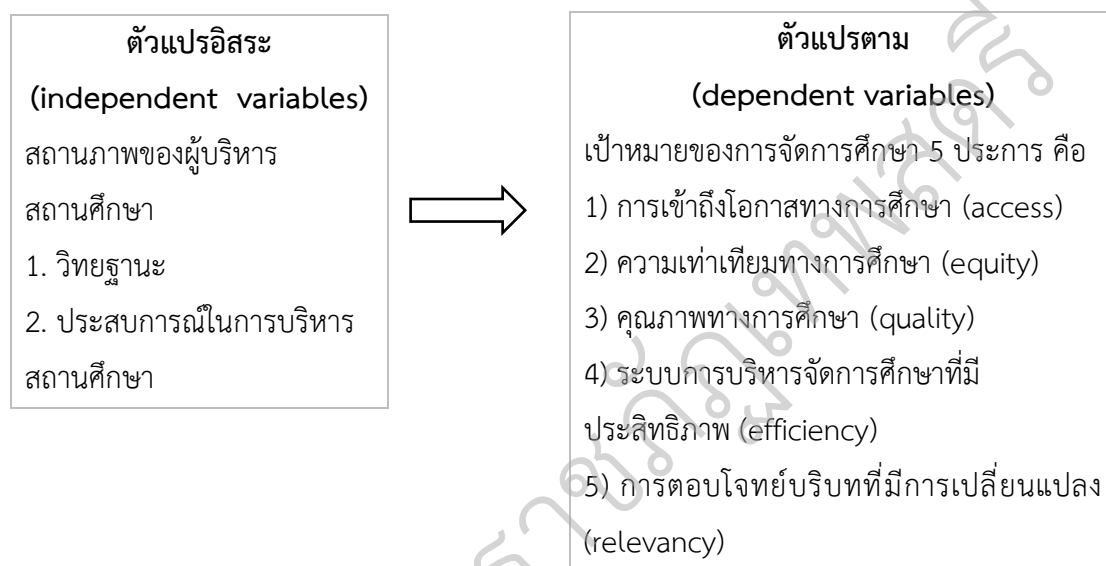 ตัวแปรอิสระ
(independent variables)
สถานภาพของผู้บริหาร
สถานศึกษา
1. วิทยฐานะ
2. ประสบการณ์ในการบริหาร
สถานศึกษา
ตัวแปรตาม
(dependent variables)
เป้าหมายของการจัดการศึกษา 5 ประการ คือ
1) การเข้าถึงโอกาสทางการศึกษา (access)
2) ความเท่าเทียมทางการศึกษา (equity)
3) คุณภาพทางการศึกษา (quality)
4) ระบบการบริหารจัดการศึกษาที่มี
ประสิทธิภาพ (efficiency)
5) การตอบโจทย์บริบทที่มีการเปลี่ยนแปลง
(relevancy)
ราชภัฏเทพสตรี